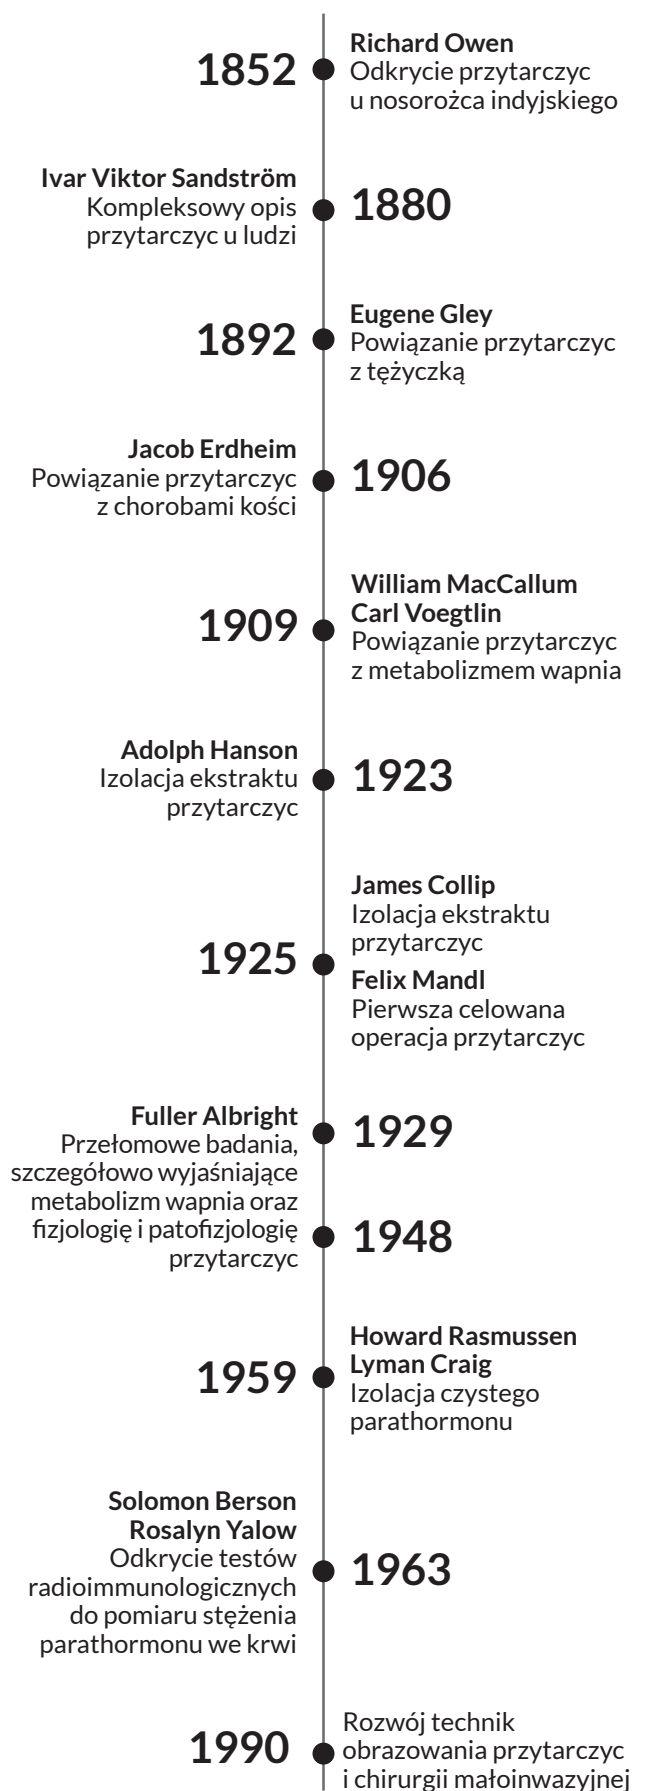 1852
Richard Owen
Odkrycie przytarczyc
u nosorożca indyjskiego
Ivar Viktor Sandström
Kompleksowy opis
przytarczyc u ludzi
1880
1892
Eugene Gley
Powiązanie przytarczyc
z tężyczką
Jacob Erdheim
Powiązanie przytarczyc
z chorobami kości
1906
1909
William MacCallum
Carl Voegtlin
Powiązanie przytarczyc
z metabolizmem wapnia
Adolph Hanson
Izolacja ekstraktu
przytarczyc
1923
1925
James Collip
Izolacja ekstraktu
przytarczyc
Felix Mandl
Pierwsza celowana
operacja przytarczyc
Fuller Albright
Przełomowe badania,
szczegółowo wyjaśniające
metabolizm wapnia oraz
fizjologię i patofizjologię
przytarczyc
1929
1948
1959
Howard Rasmussen
Lyman Craig
Izolacja czystego
parathormonu
Solomon Berson
Rosalyn Yalow
Odkrycie testów
radioimmunologicznych
do pomiaru stężenia
parathormonu we krwi
1963
1990
Rozwój technik
obrazowania przytarczyc
i chirurgii małoinwazyjnej